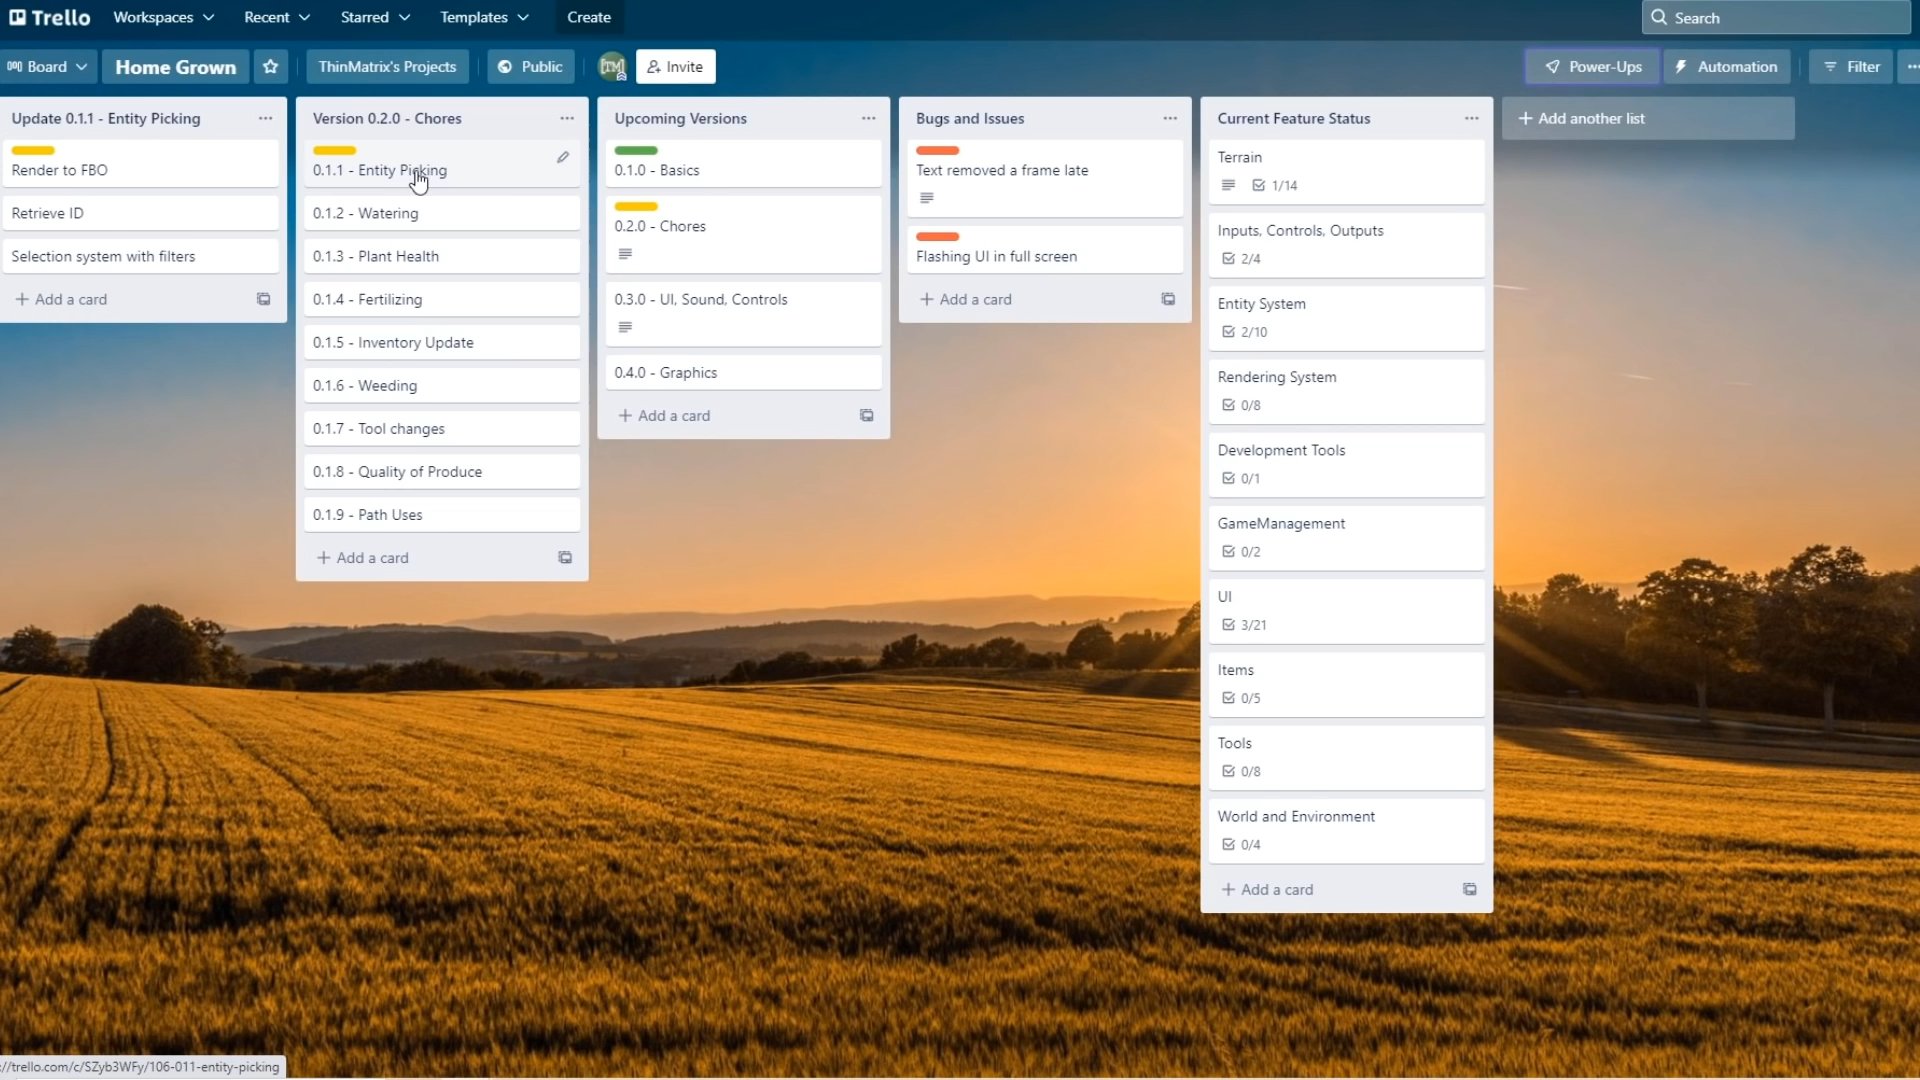 Trello
Workspaces
Recent
Starred
Templates
Create
Search
Board
Home Grown
ThinMatrix's Projects
Public
TM
Invite
Power-Ups
Automation
Filter
Update 0.1.1 - Entity Picking
Render to FBO
Retrieve ID
Selection system with filters
Add a card
Version 0.2.0 - Chores
0.1.1 - Entity Picking
0.1.2 - Watering
0.1.3 - Plant Health
0.1.4 - Fertilizing
0.1.5 - Inventory Update
0.1.6 - Weeding
0.1.7 - Tool changes
0.1.8 - Quality of Produce
0.1.9 - Path Uses
Add a card
Upcoming Versions
0.1.0 - Basics
0.2.0 - Chores
0.3.0 - UI, Sound, Controls
0.4.0 - Graphics
Add a card
Bugs and Issues
Text removed a frame late
Flashing UI in full screen
Add a card
Current Feature Status
Terrain
1/14
Inputs, Controls, Outputs
2/4
Entity System
2/10
Rendering System
0/8
Development Tools
0/1
GameManagement
0/2
UI
3/21
Items
0/5
Tools
0/8
World and Environment
0/4
Add a card
Add another list
://trello.com/c/SZyb3WFy/106-011-entity-picking